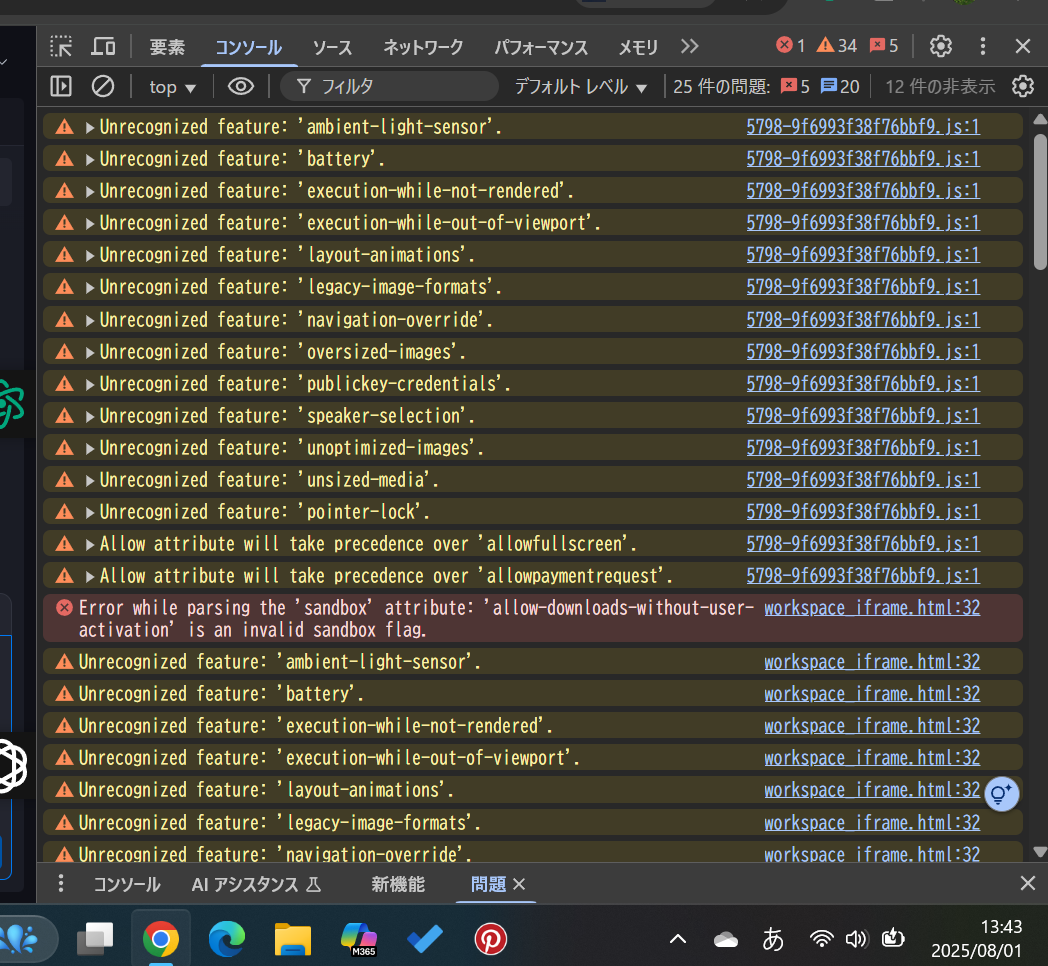 要素 コンソール ソース ネットワーク パフォーマンス メモリ 1 34 5
top フィルタ デフォルト レベル 25 件の問題: 5 20 12 件の非表示
Unrecognized feature: 'ambient-light-sensor'. 5798-9f6993f38f76bbf9.js:1
Unrecognized feature: 'battery'. 5798-9f6993f38f76bbf9.js:1
Unrecognized feature: 'execution-while-not-rendered'. 5798-9f6993f38f76bbf9.js:1
Unrecognized feature: 'execution-while-out-of-viewport'. 5798-9f6993f38f76bbf9.js:1
Unrecognized feature: 'layout-animations'. 5798-9f6993f38f76bbf9.js:1
Unrecognized feature: 'legacy-image-formats'. 5798-9f6993f38f76bbf9.js:1
Unrecognized feature: 'navigation-override'. 5798-9f6993f38f76bbf9.js:1
Unrecognized feature: 'oversized-images'. 5798-9f6993f38f76bbf9.js:1
Unrecognized feature: 'publickey-credentials'. 5798-9f6993f38f76bbf9.js:1
Unrecognized feature: 'speaker-selection'. 5798-9f6993f38f76bbf9.js:1
Unrecognized feature: 'unoptimized-images'. 5798-9f6993f38f76bbf9.js:1
Unrecognized feature: 'unsized-media'. 5798-9f6993f38f76bbf9.js:1
Unrecognized feature: 'pointer-lock'. 5798-9f6993f38f76bbf9.js:1
Allow attribute will take precedence over 'allowfullscreen'. 5798-9f6993f38f76bbf9.js:1
Allow attribute will take precedence over 'allowpaymentrequest'. 5798-9f6993f38f76bbf9.js:1
Error while parsing the 'sandbox' attribute: 'allow-downloads-without-user- workspace_iframe.html:32
activation' is an invalid sandbox flag.
Unrecognized feature: 'ambient-light-sensor'. workspace_iframe.html:32
Unrecognized feature: 'battery'. workspace_iframe.html:32
Unrecognized feature: 'execution-while-not-rendered'. workspace_iframe.html:32
Unrecognized feature: 'execution-while-out-of-viewport'. workspace_iframe.html:32
Unrecognized feature: 'layout-animations'. workspace_iframe.html:32
Unrecognized feature: 'legacy-image-formats'. workspace_iframe.html:32
Unrecognized feature: 'navigation-override'. workspace_iframe.html:32
コンソール AI アシスタンス 新機能 問題
M365 あ 13:43
2025/08/01